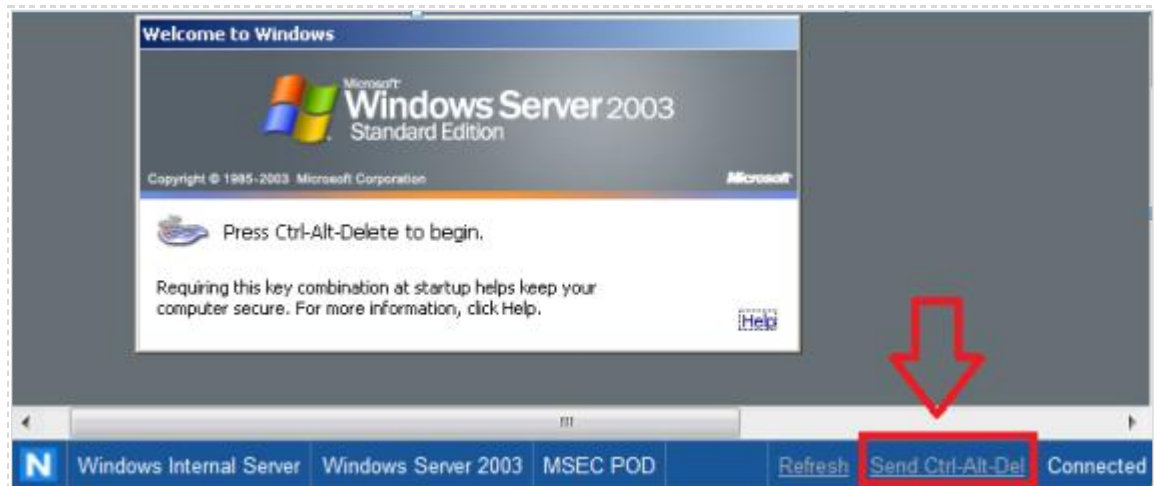 Welcome to Windows
Microsoft
Windows Server 2003
Standard Edition
Copyright © 1985-2003 Microsoft Corporation
Microsoft
Press Ctrl-Alt-Delete to begin.
Requiring this key combination at startup helps keep your
computer secure. For more information, click Help.
Help
N Windows Internal Server Windows Server 2003 MSEC POD Refresh Send Ctrl-Alt-Del Connected